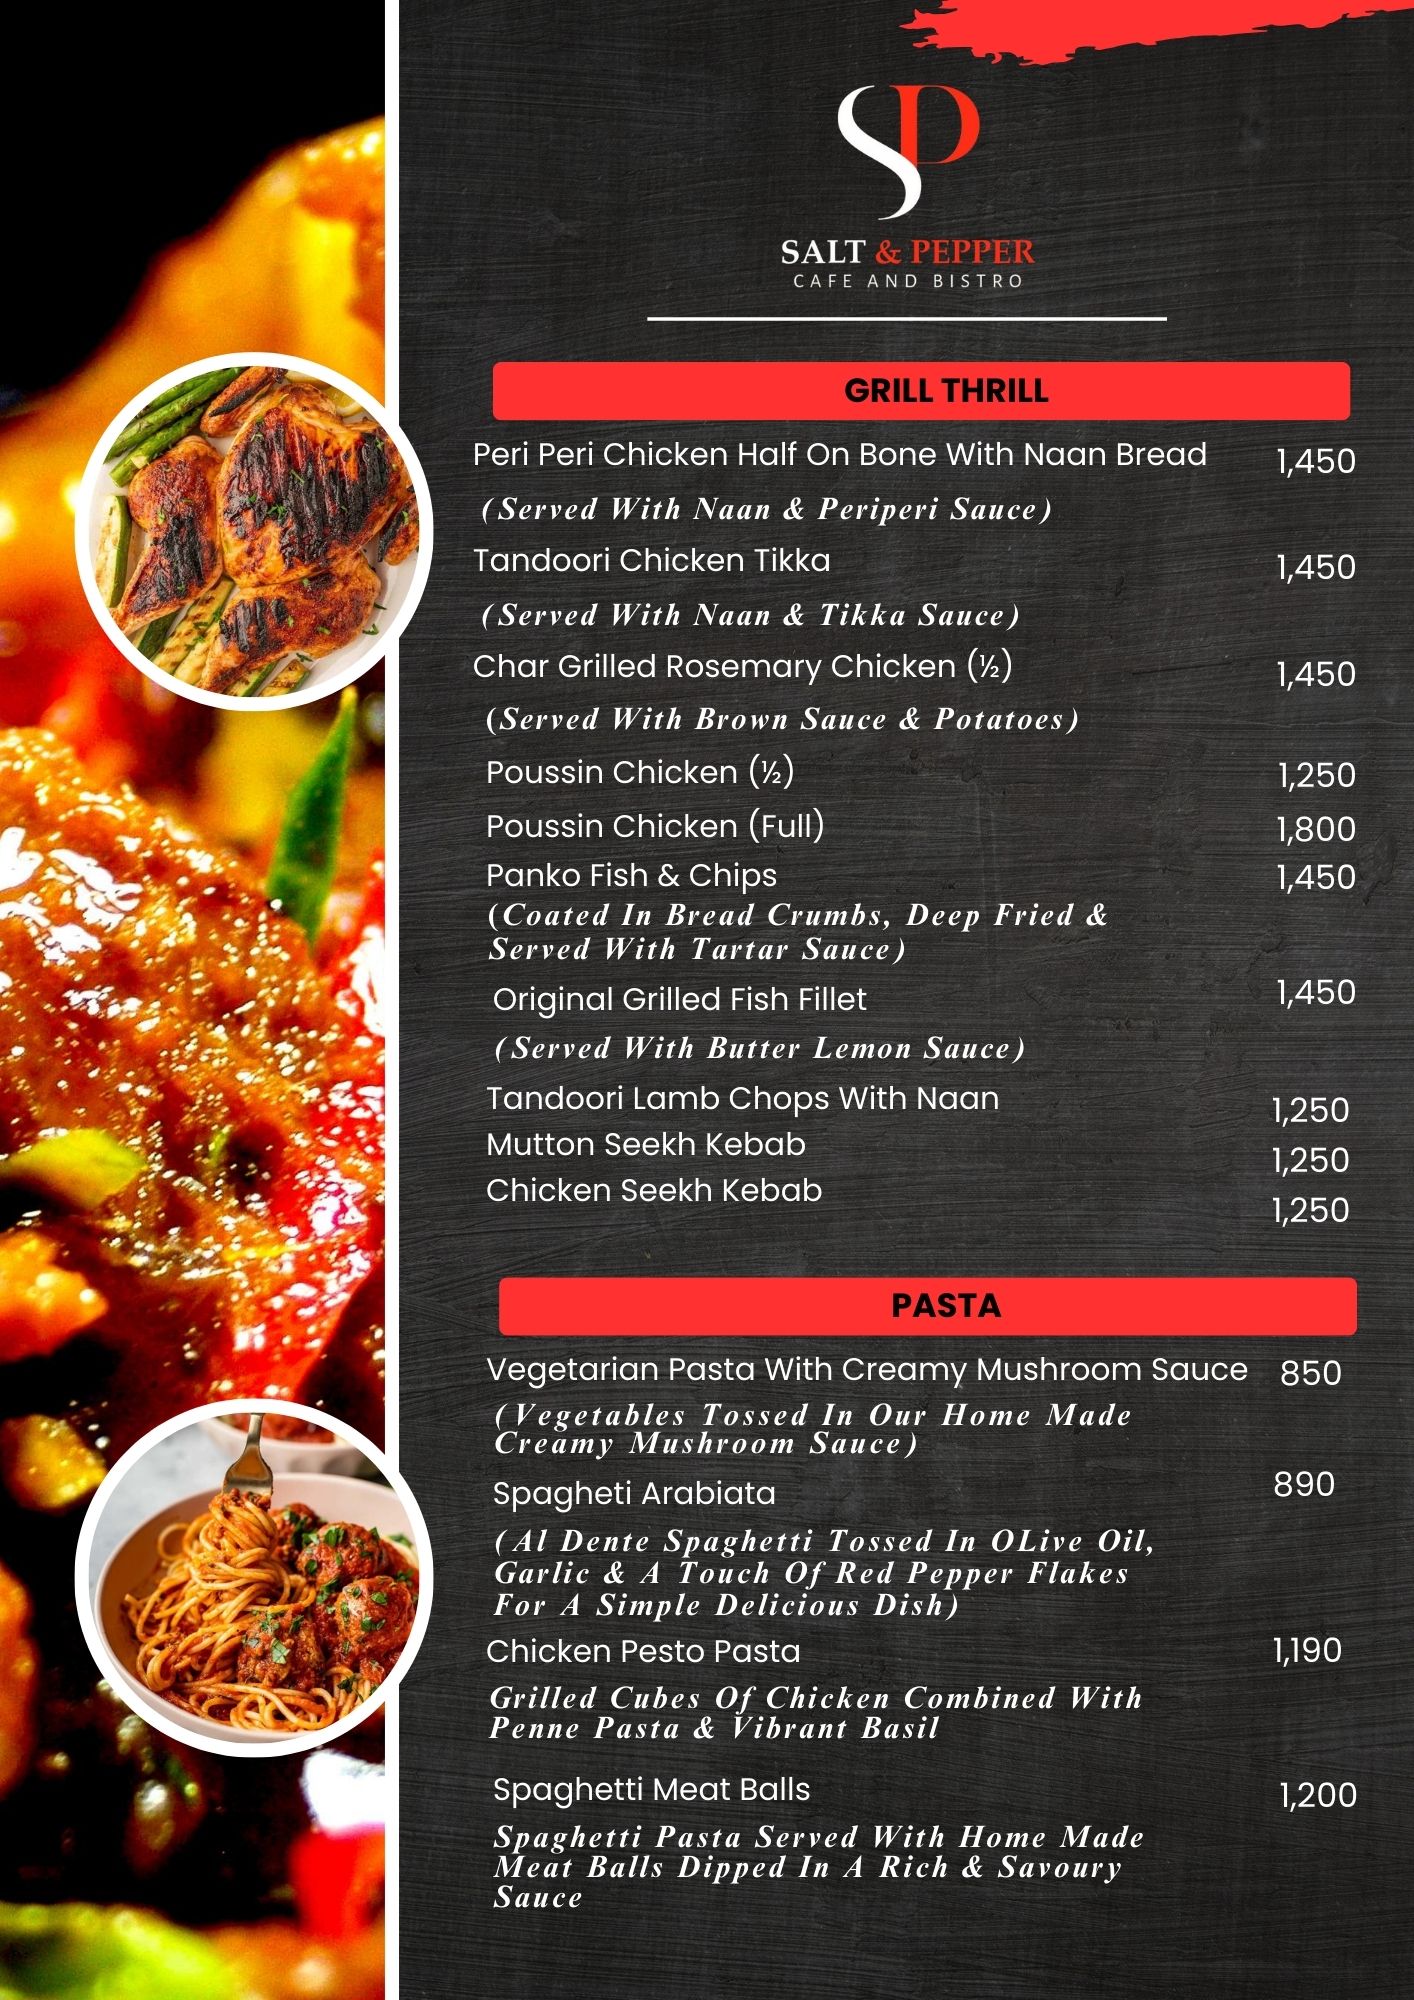 SP
SALT & PEPPER
CAFE AND BISTRO
GRILL THRILL
Peri Peri Chicken Half On Bone With Naan Bread 1,450
(Served With Naan & Periperi Sauce)
Tandoori Chicken Tikka 1,450
(Served With Naan & Tikka Sauce)
Char Grilled Rosemary Chicken (½) 1,450
(Served With Brown Sauce & Potatoes)
Poussin Chicken (½) 1,250
Poussin Chicken (Full) 1,800
Panko Fish & Chips 1,450
(Coated In Bread Crumbs, Deep Fried &
Served With Tartar Sauce)
Original Grilled Fish Fillet 1,450
(Served With Butter Lemon Sauce)
Tandoori Lamb Chops With Naan 1,250
Mutton Seekh Kebab 1,250
Chicken Seekh Kebab 1,250
PASTA
Vegetarian Pasta With Creamy Mushroom Sauce 850
(Vegetables Tossed In Our Home Made
Creamy Mushroom Sauce)
Spagheti Arabiata 890
(Al Dente Spaghetti Tossed In OLive Oil,
Garlic & A Touch Of Red Pepper Flakes
For A Simple Delicious Dish)
Chicken Pesto Pasta 1,190
Grilled Cubes Of Chicken Combined With
Penne Pasta & Vibrant Basil
Spaghetti Meat Balls 1,200
Spaghetti Pasta Served With Home Made
Meat Balls Dipped In A Rich & Savoury
Sauce